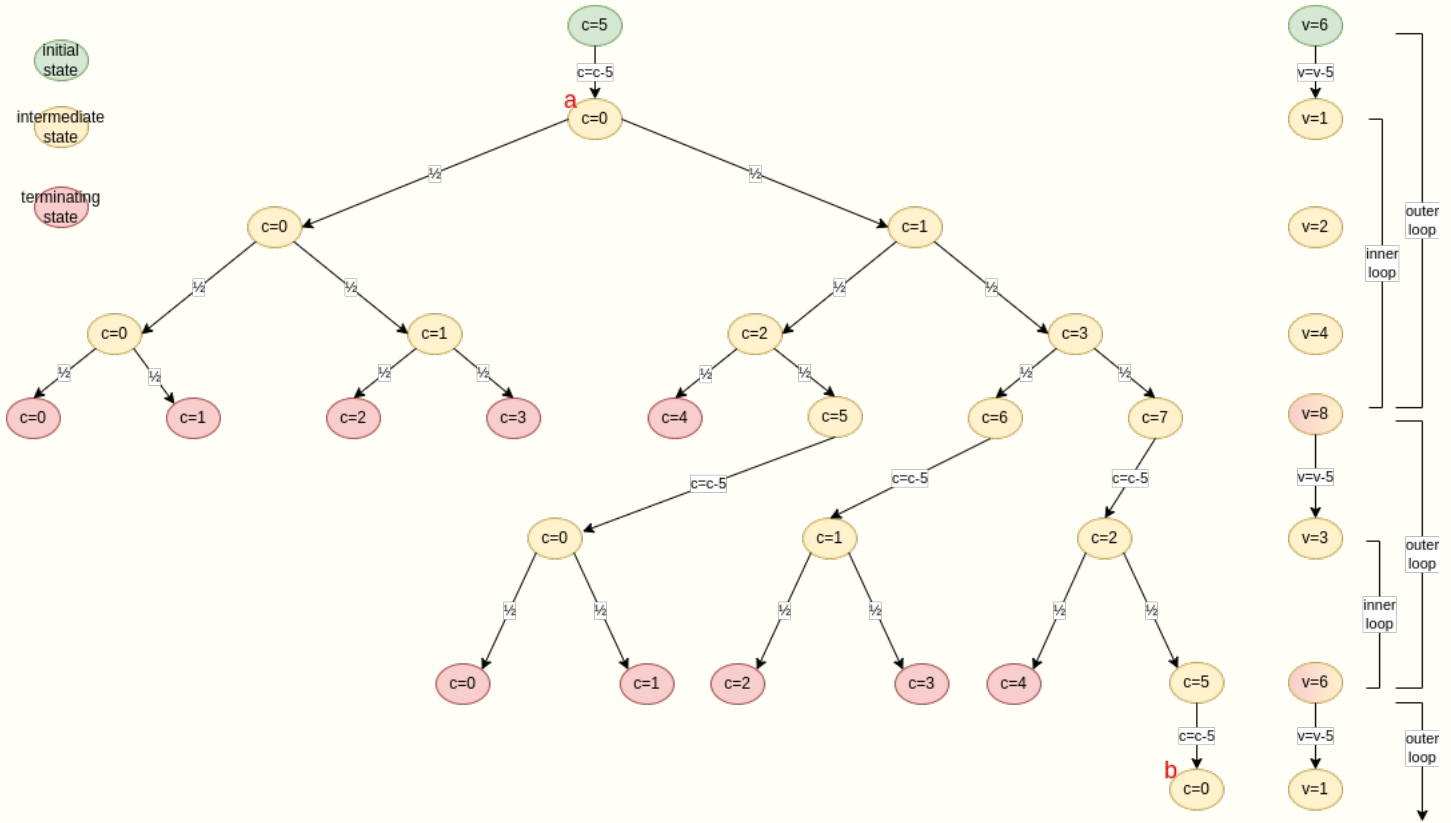 initial
state
intermediate
state
terminating
state
c=5
v=6
c=c-5
v=v-5
a
c=0
v=1
½
½
c=0
c=1
v=2
outer
loop
inner
loop
½
½
½
½
c=0
c=1
c=2
c=3
v=4
½
½
½
½
½
½
½
½
c=0
c=1
c=2
c=3
c=4
c=5
c=6
c=7
v=8
c=c-5
c=c-5
c=c-5
v=v-5
c=0
c=1
c=2
v=3
outer
loop
½
½
½
½
½
½
inner
loop
c=0
c=1
c=2
c=3
c=4
c=5
v=6
c=c-5
v=v-5
outer
loop
b
c=0
v=1